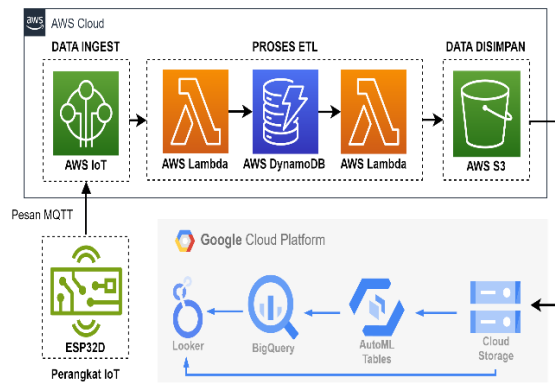 aws
AWS Cloud
DATA INGEST
PROSES ETL
DATA DISIMPAN
AWS IoT
AWS Lambda
AWS DynamoDB
AWS Lambda
AWS S3
Pesan MQTT
ESP32D
Perangkat IoT
Google Cloud Platform
Looker
BigQuery
AutoML
Tables
Cloud
Storage